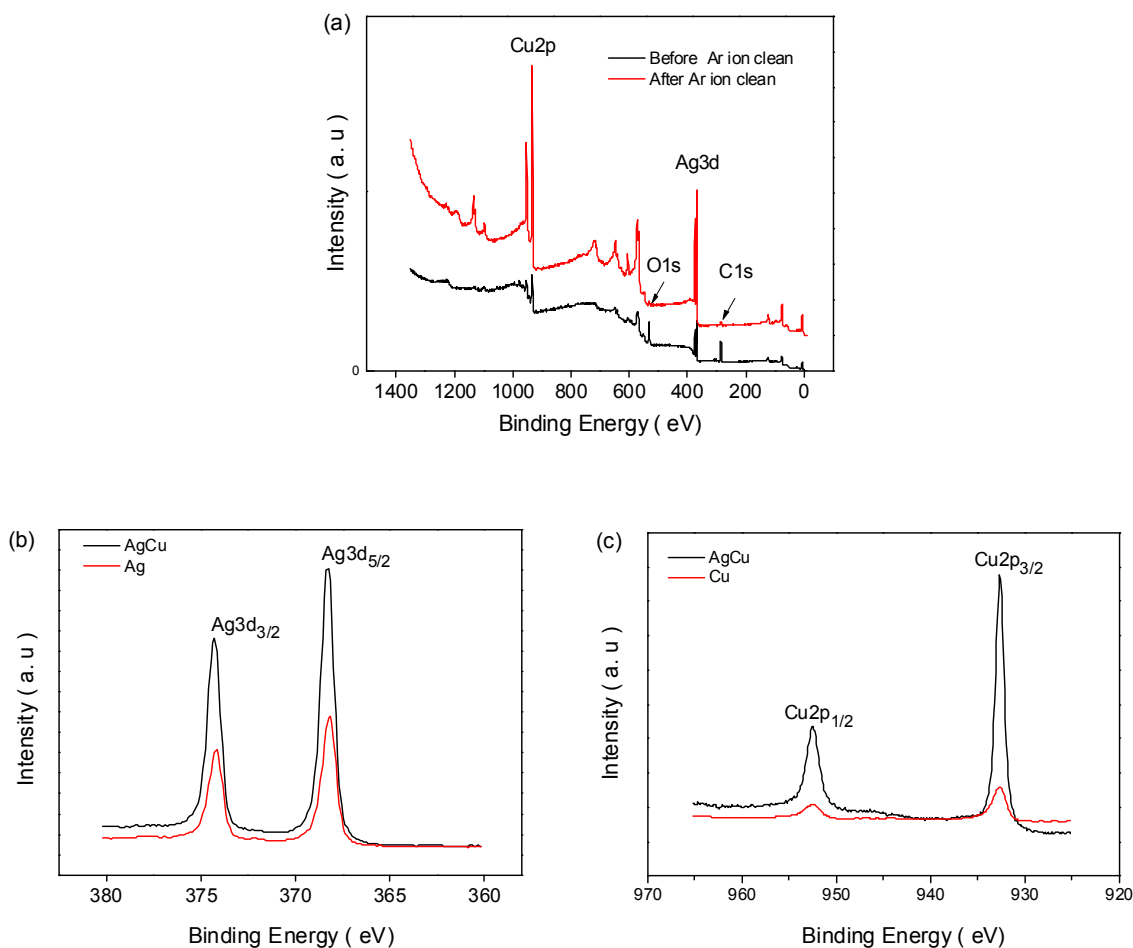 (a)
Cu2p
Before Ar ion clean
After Ar ion clean
Ag3d
O1s
C1s
Intensity ( a. u )
0
1400 1200 1000 800 600 400 200 0
Binding Energy ( eV)
(b)
AgCu
Ag
Ag3d5/2
Ag3d3/2
Intensity ( a. u )
380 375 370 365 360
Binding Energy ( eV)
(c)
AgCu
Cu
Cu2p3/2
Cu2p1/2
Intensity ( a. u )
970 960 950 940 930 920
Binding Energy ( eV)